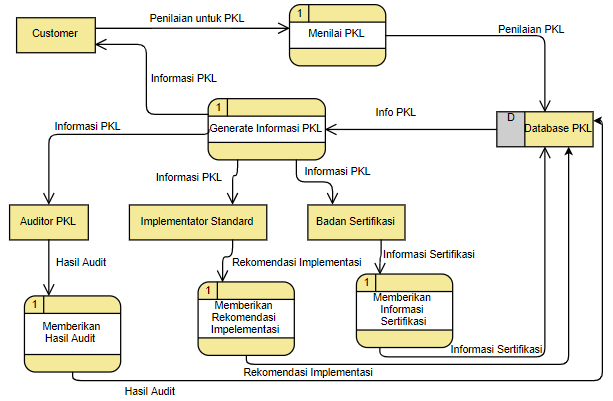 Customer
Penilaian untuk PKL
1
Menilai PKL
Penilaian PKL
Informasi PKL
1
Generate Informasi PKL
Info PKL
D
Database PKL
Informasi PKL
Informasi PKL
Informasi PKL
Auditor PKL
Implementator Standard
Badan Sertifikasi
Hasil Audit
Rekomendasi Implementasi
Informasi Sertifikasi
1
Memberikan
Hasil Audit
1
Memberikan
Rekomendasi
Impelementasi
1
Memberikan
Informasi
Sertifikasi
Informasi Sertifikasi
Rekomendasi Implementasi
Hasil Audit